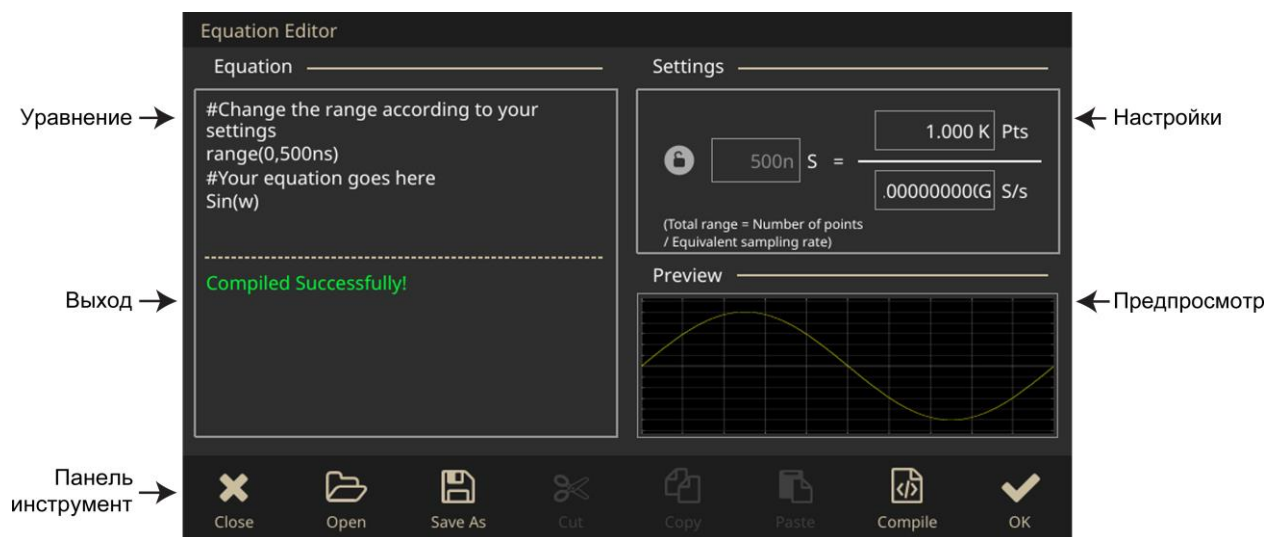 Equation Editor
Equation
Settings
Уравнение
#Change the range according to your
settings
range(0,500ns)
#Your equation goes here
Sin(w)
Настройки
1.000 K Pts
500n S =
.00000000(G S/s
(Total range = Number of points
/ Equivalent sampling rate)
Выход
Compiled Successfully!
Preview
Предпросмотр
Панель
инструмент
Close
Open
Save As
Cut
Copy
Paste
Compile
OK